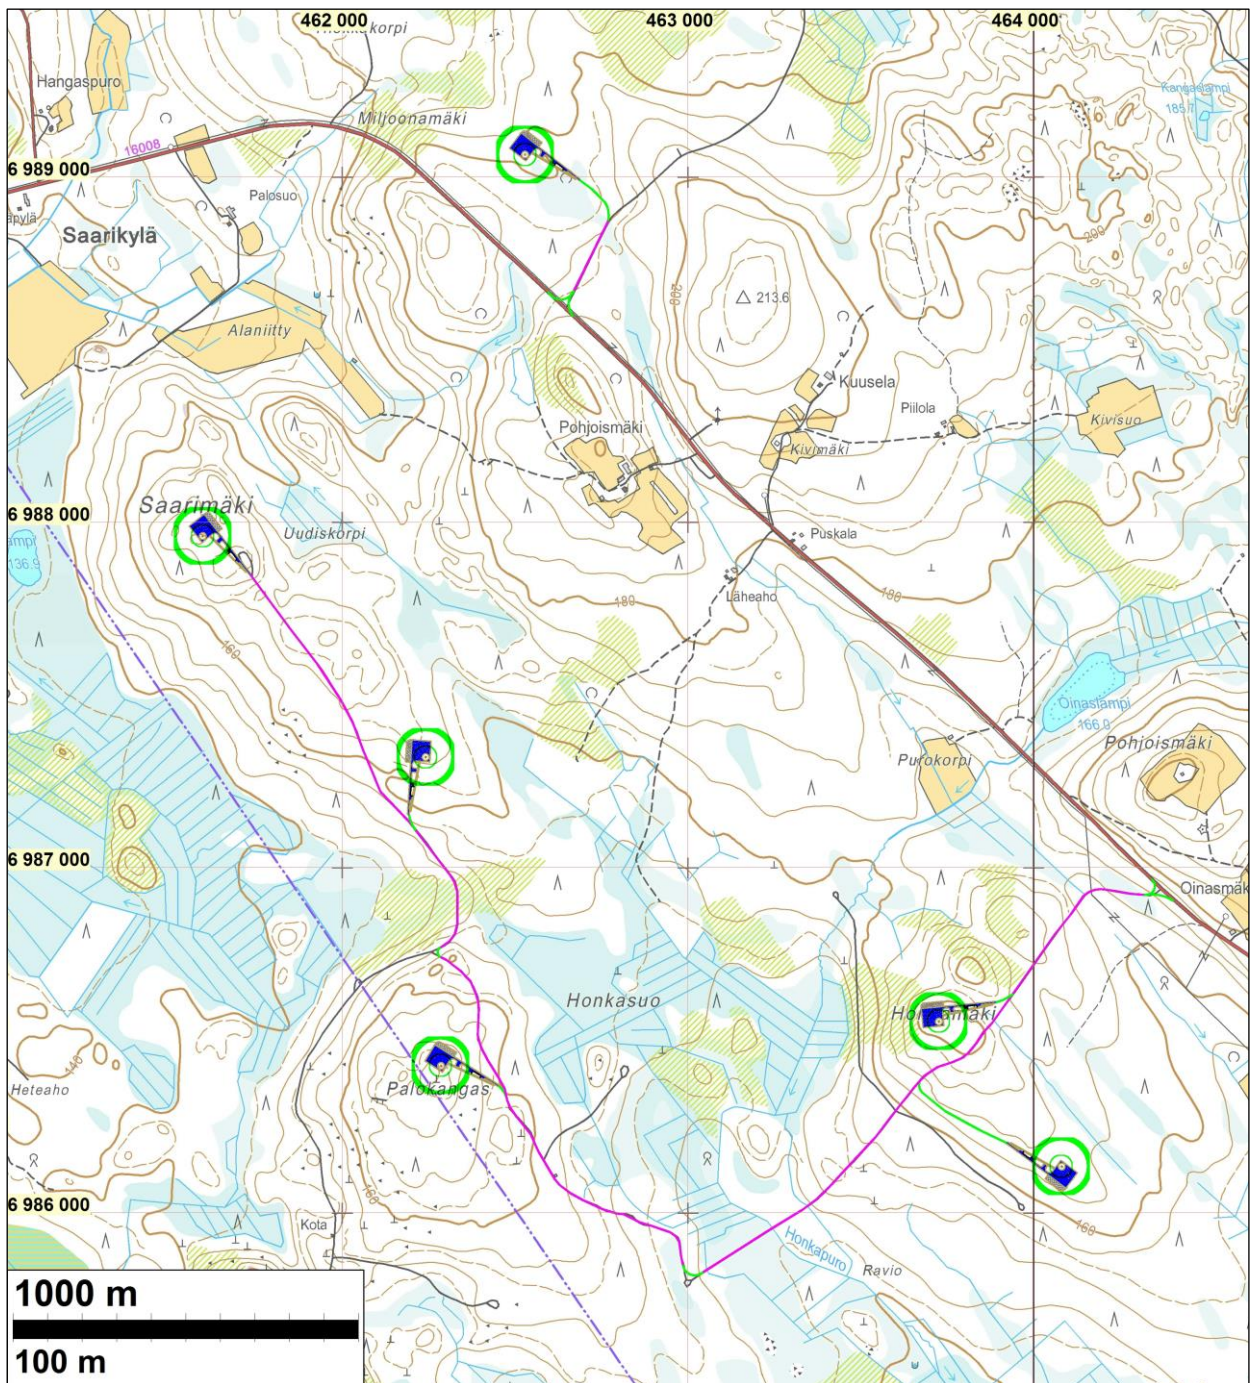 462 000
463 000
464 000
Hangaspuro
Miljoonamäki
Kangaslampi
185.7
16008
6 989 000
Palosuo
Saarikylä
200
200
213.6
Alaniitty
Kuusela
Piilola
Kivisuo
Pohjoismäki
Kivimäki
Saarimäki
6 988 000
Uudiskorpi
Puskala
136.9
Läheaho
180
180
160
Oinaslampi
166.0
Pohjoismäki
Purokorpi
6 987 000
Honkasuo
140
Heteaho
Palokangas
160
6 986 000
Kota
160
Honkapuro
Ravio
1000 m
100 m